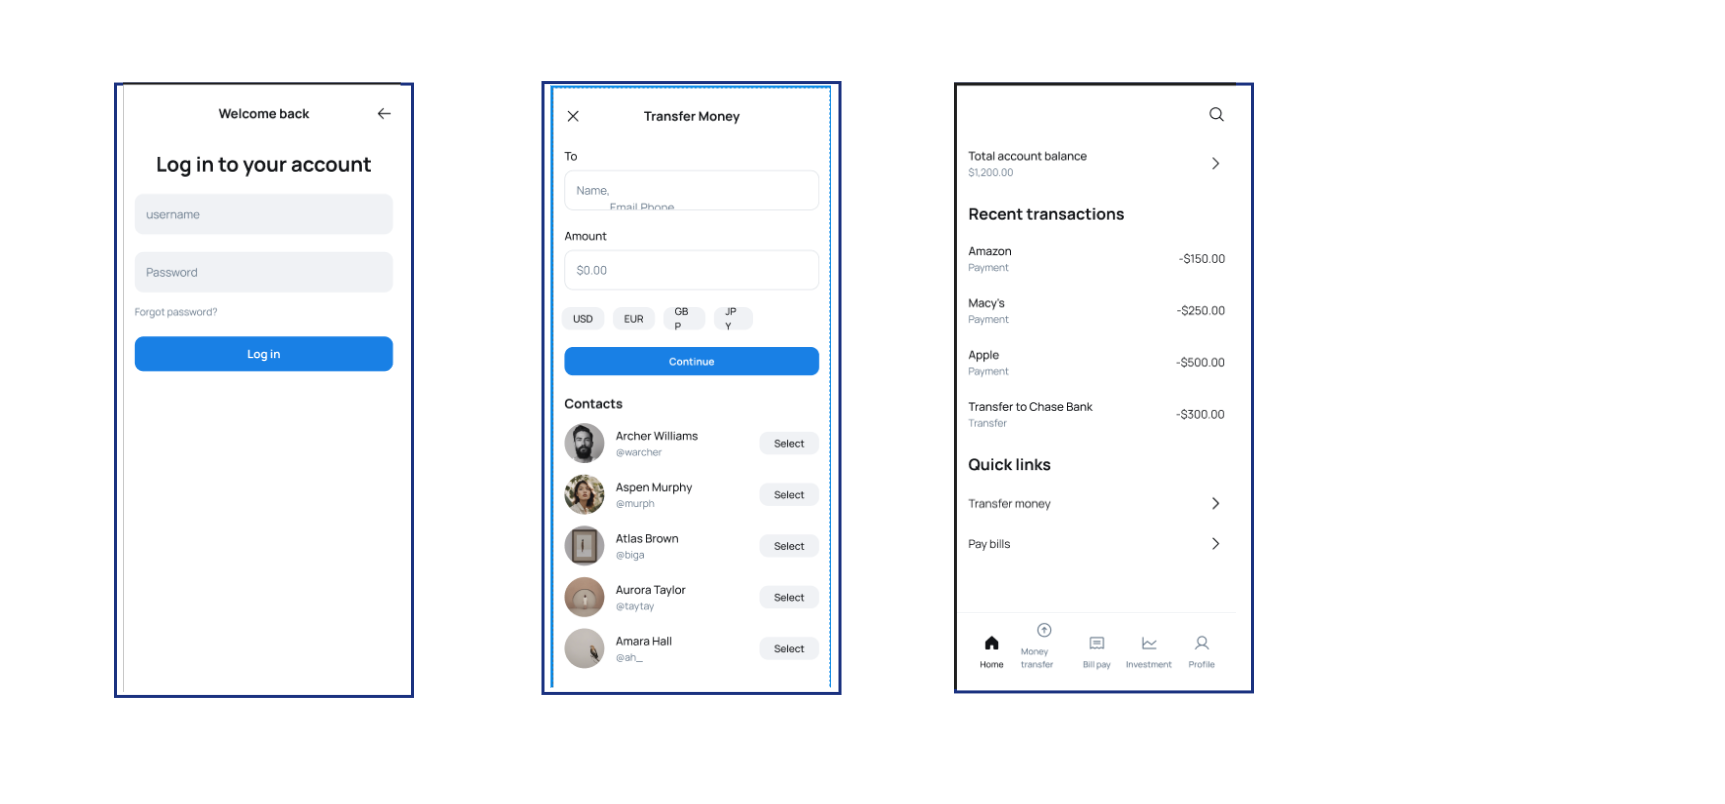 Welcome back
Log in to your account
username
Password
Forgot password?
Log in
Transfer Money
To
Name,
Email Phone
Amount
$0.00
USD
EUR
GB
P
JP
Y
Continue
Contacts
Archer Williams
@warcher
Select
Aspen Murphy
@murph
Select
Atlas Brown
@biga
Select
Aurora Taylor
@taytay
Select
Amara Hall
@ah_
Select
Total account balance
$1,200.00
Recent transactions
Amazon
Payment
-$150.00
Macy's
Payment
-$250.00
Apple
Payment
-$500.00
Transfer to Chase Bank
Transfer
-$300.00
Quick links
Transfer money
Pay bills
Home
Money
transfer
Bill pay
Investment
Profile